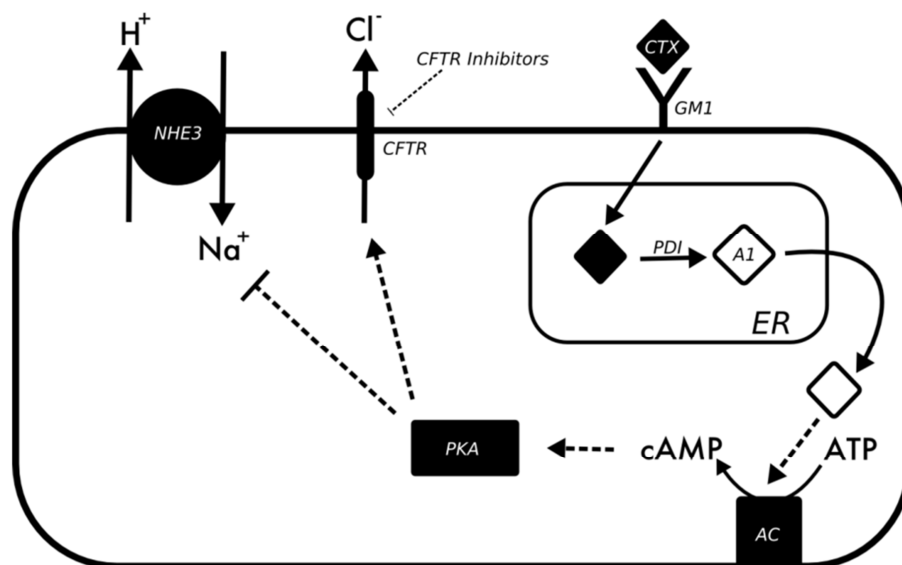 H+
Cl-
CTX
CFTR Inhibitors
GM1
NHE3
CFTR
Na+
PDI
A1
ER
PKA
cAMP
ATP
AC